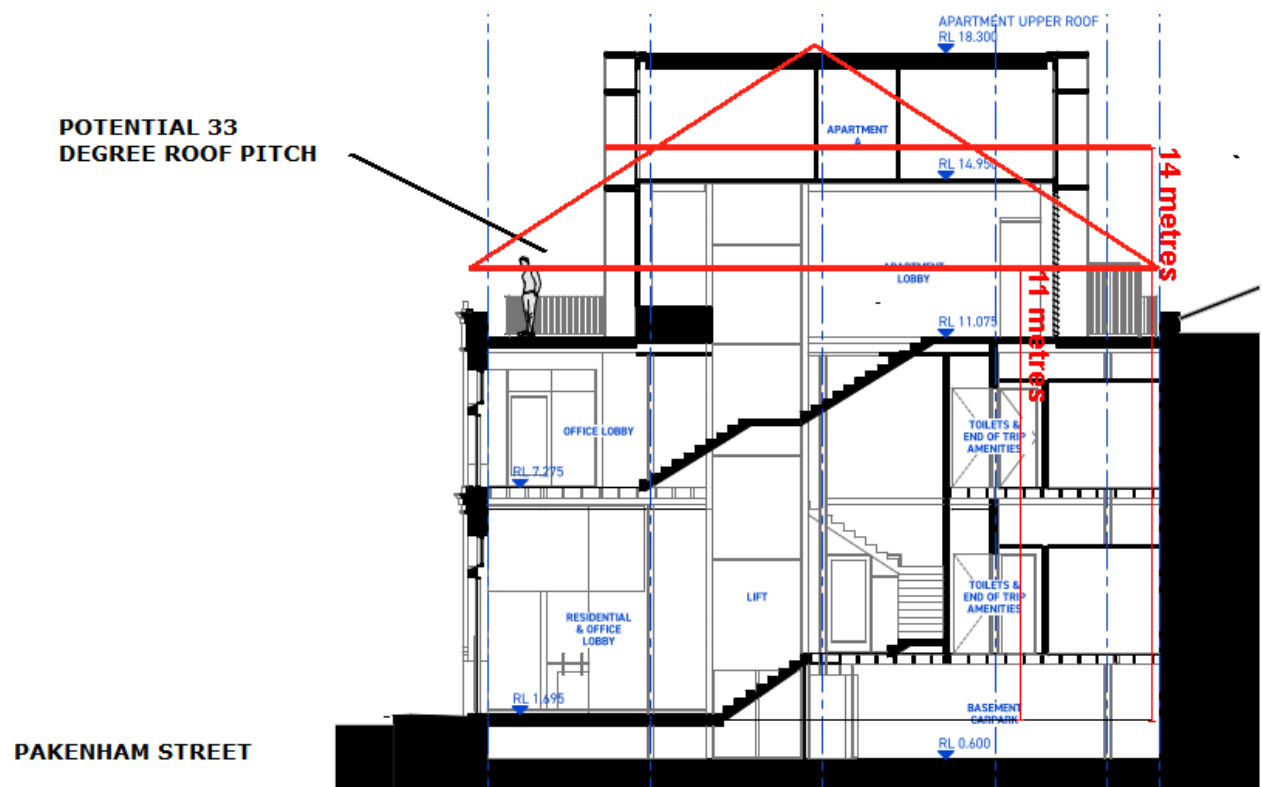 APARTMENT UPPER ROOF
RL 18.300
POTENTIAL 33
DEGREE ROOF PITCH
APARTMENT
A
14 metres
RL 14.950
APARTMENT
LOBBY
11 metres
RL 11.075
OFFICE LOBBY
TOILETS &
END OF TRIP
AMENITIES
RL 7.275
LIFT
TOILETS &
END OF TRIP
AMENITIES
RESIDENTIAL
& OFFICE
LOBBY
RL 1.695
BASEMENT
CARPARK
PAKENHAM STREET
RL 0.600